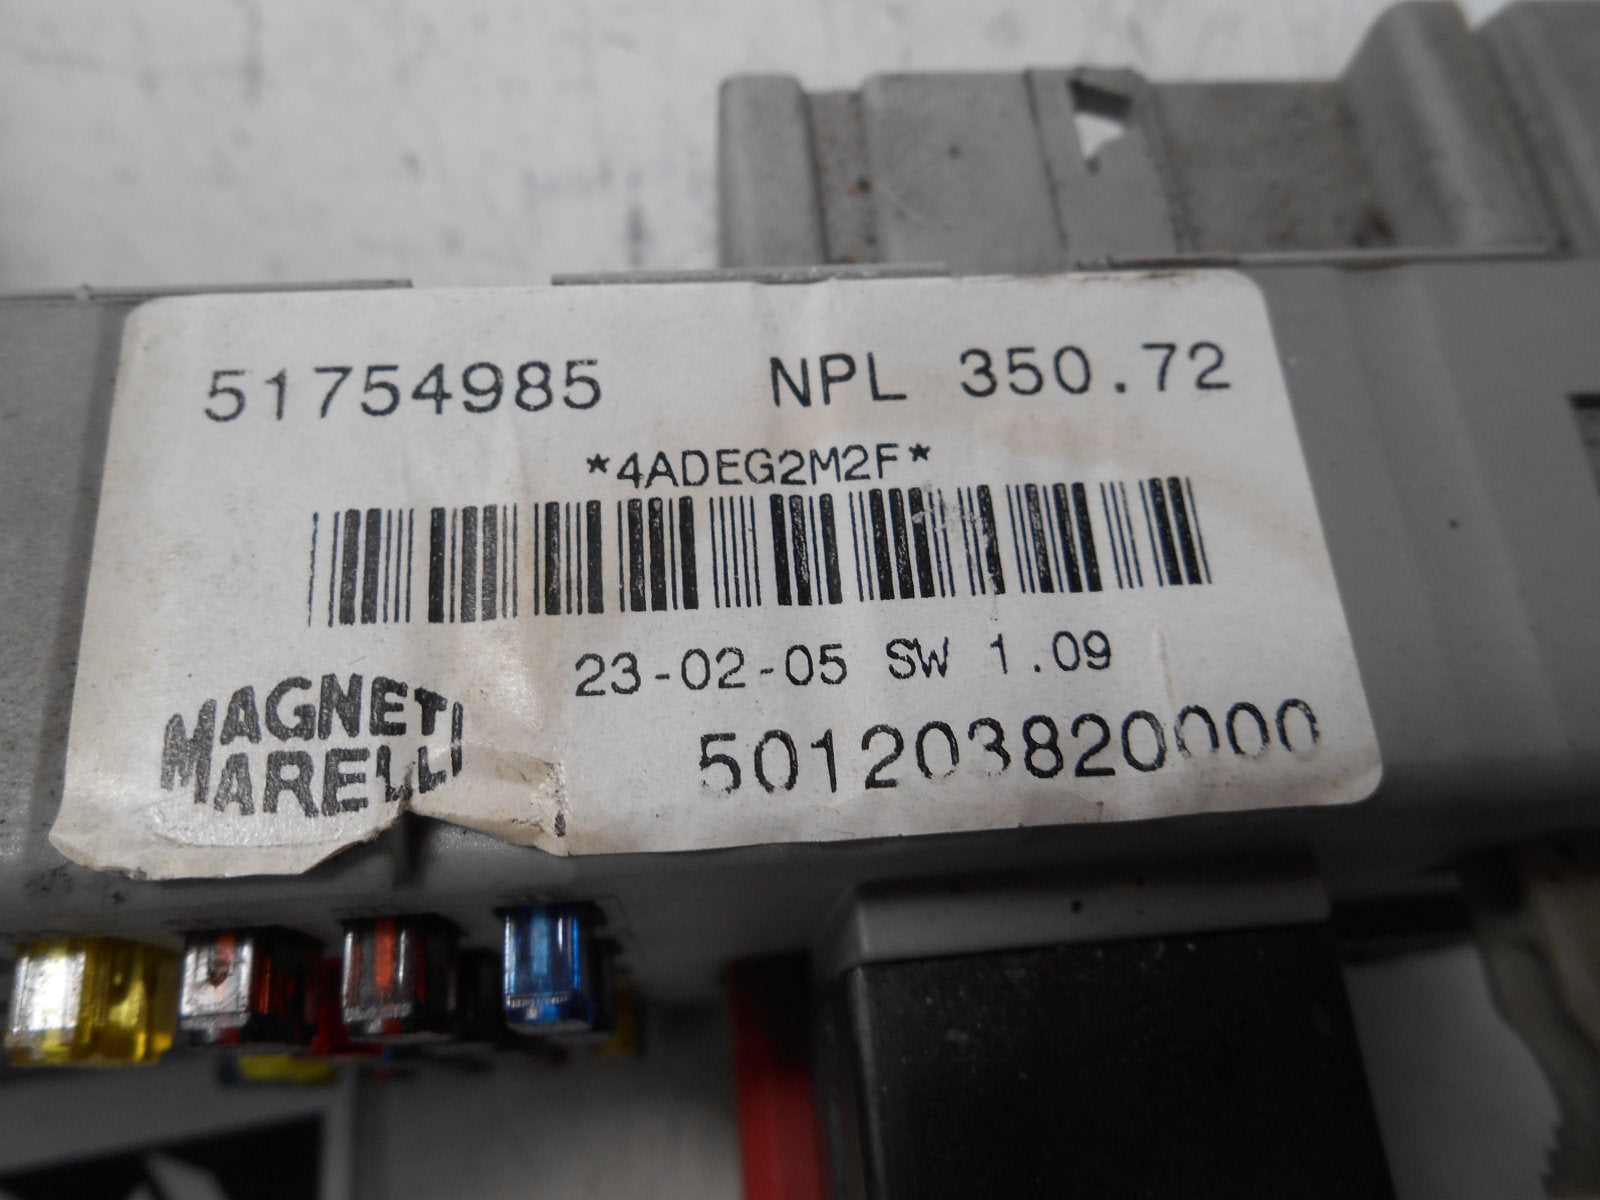 51754985 NPL 350.72
*4ADEG2M2F*
23-02-05 SW 1.09
MAGNETI
MARELLI
501203820000